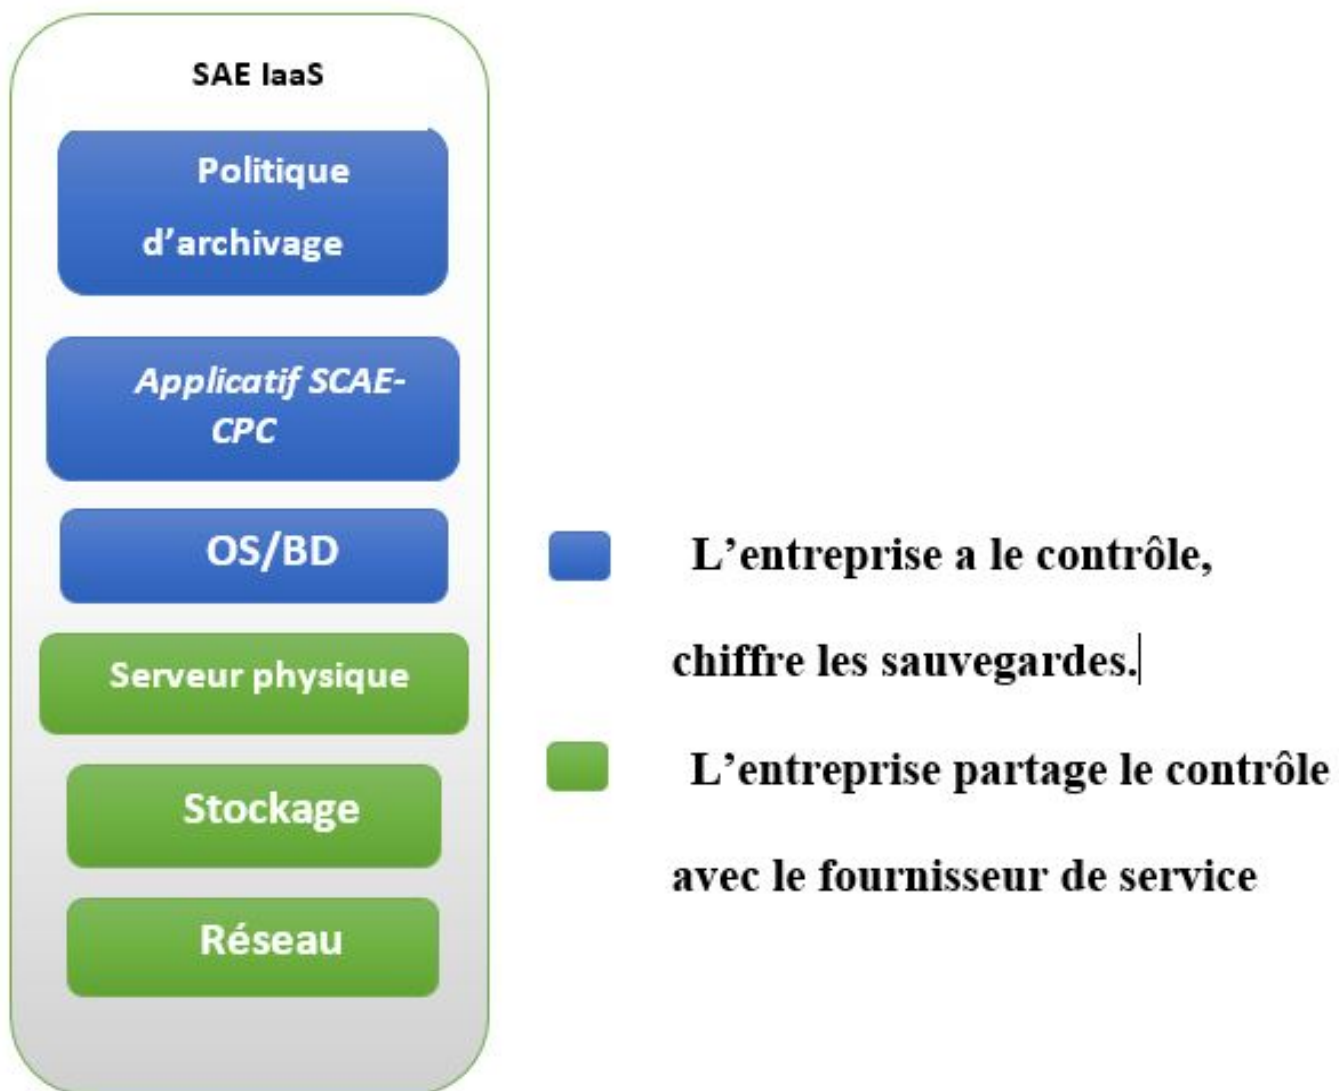 SAE IaaS
Politique
d'archivage
Applicatif SCAE-
CPC
OS/BD
Serveur physique
Stockage
Réseau
L'entreprise a le contrôle,
chiffre les sauvegardes.
L'entreprise partage le contrôle
avec le fournisseur de service